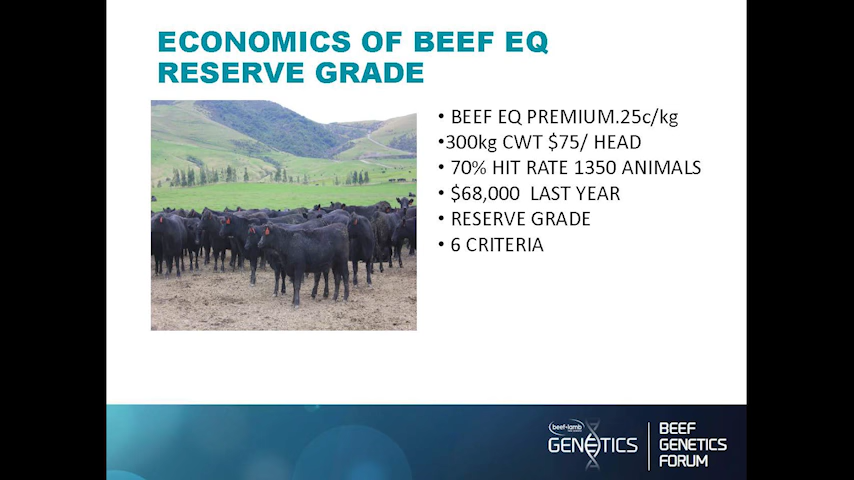 ECONOMICS OF BEEF EQ
RESERVE GRADE
• BEEF EQ PREMIUM.25c/kg
•300kg CWT $75/ HEAD
• 70% HIT RATE 1350 ANIMALS
• $68,000 LAST YEAR
• RESERVE GRADE
• 6 CRITERIA
beef+lamb
GENETICS
BEEF
GENETICS
FORUM